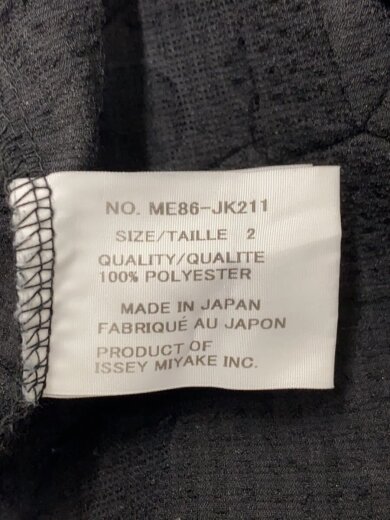 NO. ME86-JK211
SIZE/TAILLE 2
QUALITY/QUALITE
100% POLYESTER
MADE IN JAPAN
FABRIQUÉ AU JAPON
PRODUCT OF
ISSEY MIYAKE INC.